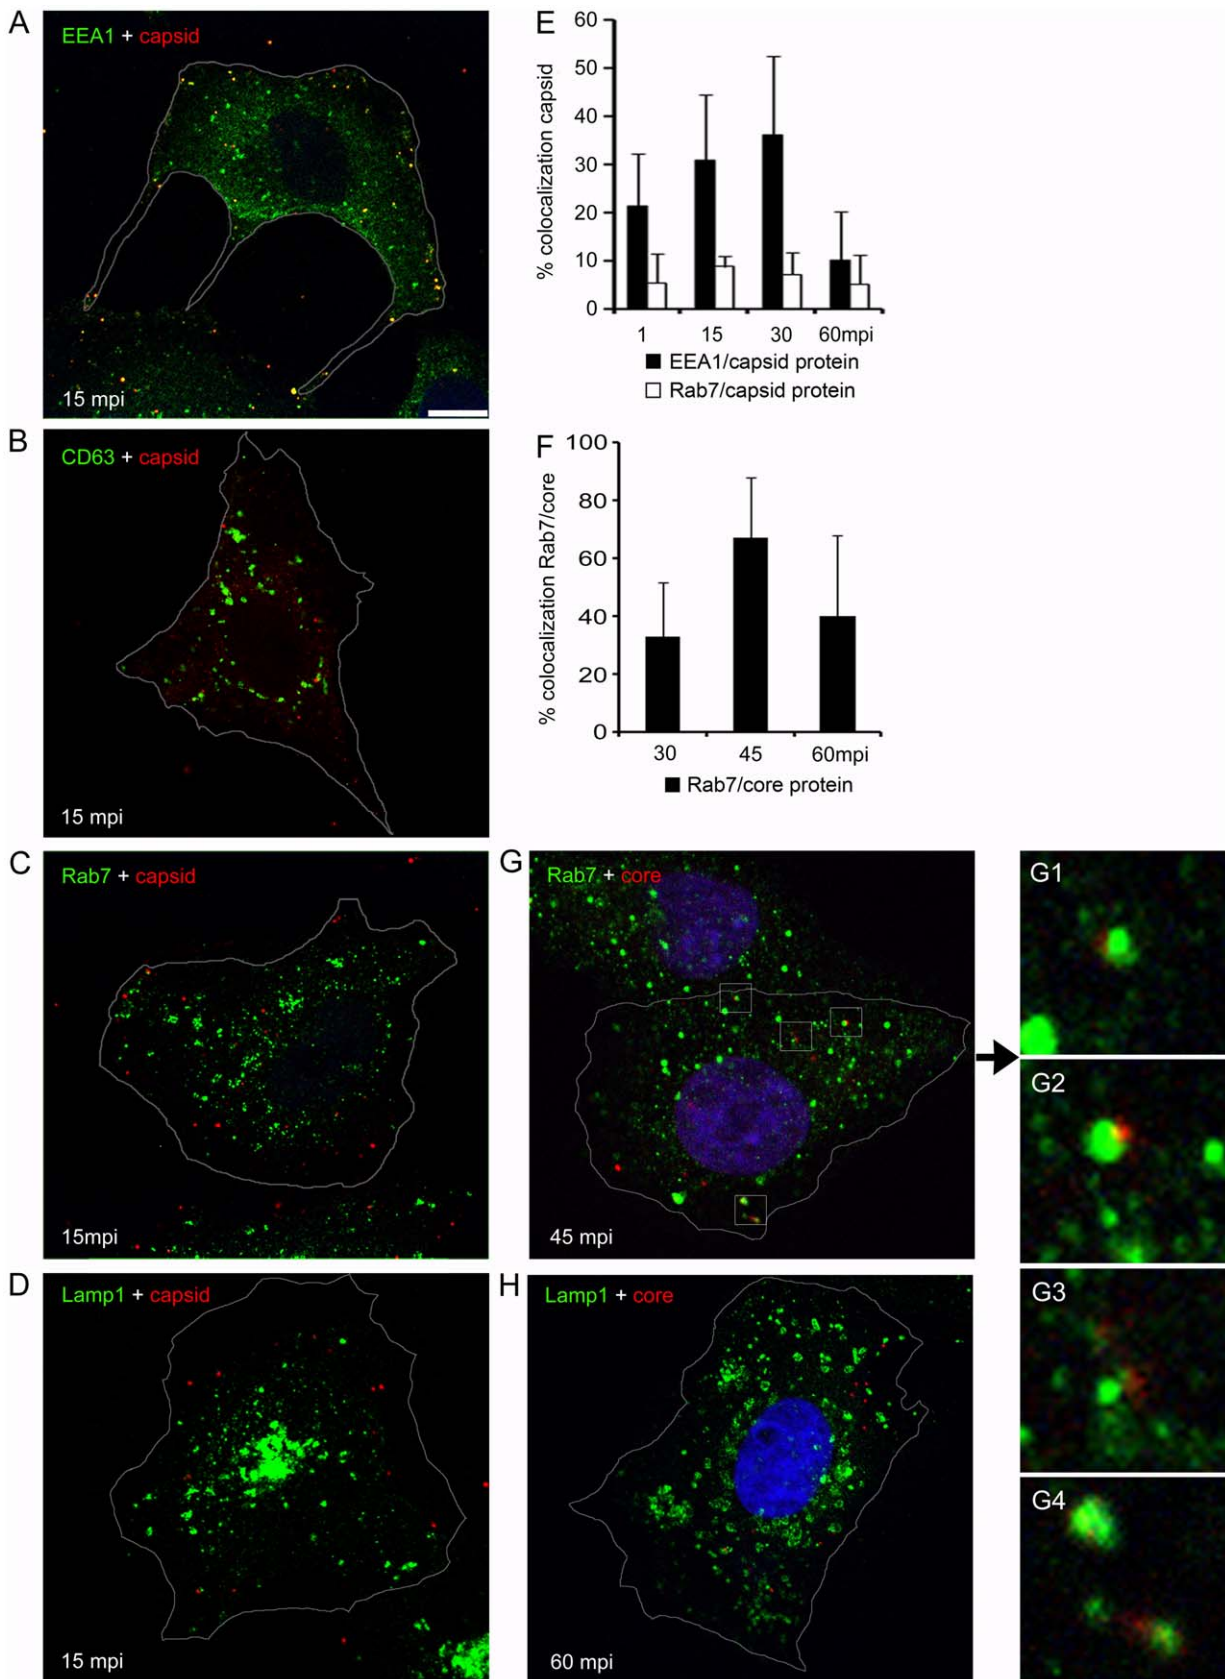 A
EEA1 + capsid
15 mpi
B
CD63 + capsid
15 mpi
C
Rab7 + capsid
15mpi
D
Lamp1 + capsid
15 mpi
E
% colocalization capsid
60
50
40
30
20
10
0
1 15 30 60mpi
EEA1/capsid protein
Rab7/capsid protein
F
% colocalization Rab7/core
100
80
60
40
20
0
30 45 60mpi
Rab7/core protein
G
Rab7 + core
45 mpi
G1
G2
G3
G4
H
Lamp1 + core
60 mpi